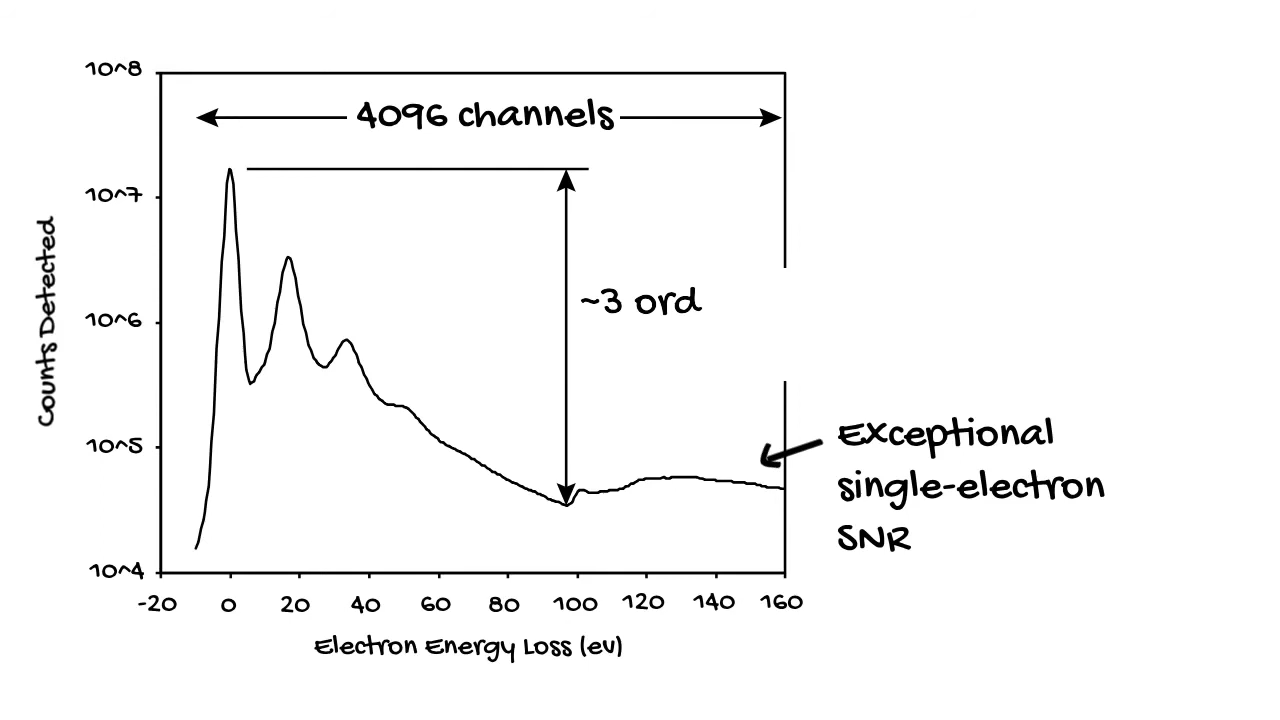 10^8
4096 channels
10^7
Counts Detected
~3 ord
10^6
Exceptional
10^5
single-electron
SNR
10^4
-20 0 20 40 60 80 100 120 140 160
Electron Energy Loss (ev)